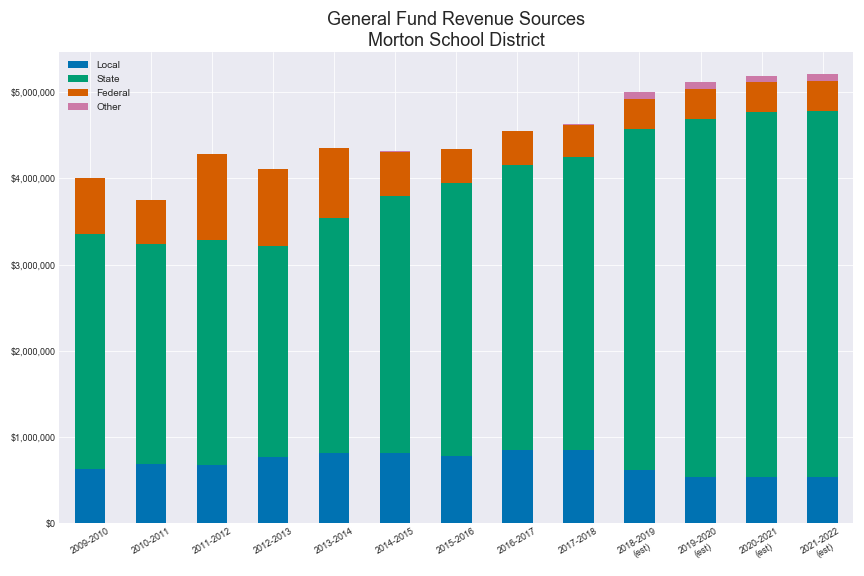 General Fund Revenue Sources
Morton School District
Local
State
Federal
Other
$5,000,000
$4,000,000
$3,000,000
$2,000,000
$1,000,000
$0
2009-2010
2010-2011
2011-2012
2012-2013
2013-2014
2014-2015
2015-2016
2016-2017
2017-2018
2018-2019
(est)
2019-2020
(est)
2020-2021
(est)
2021-2022
(est)